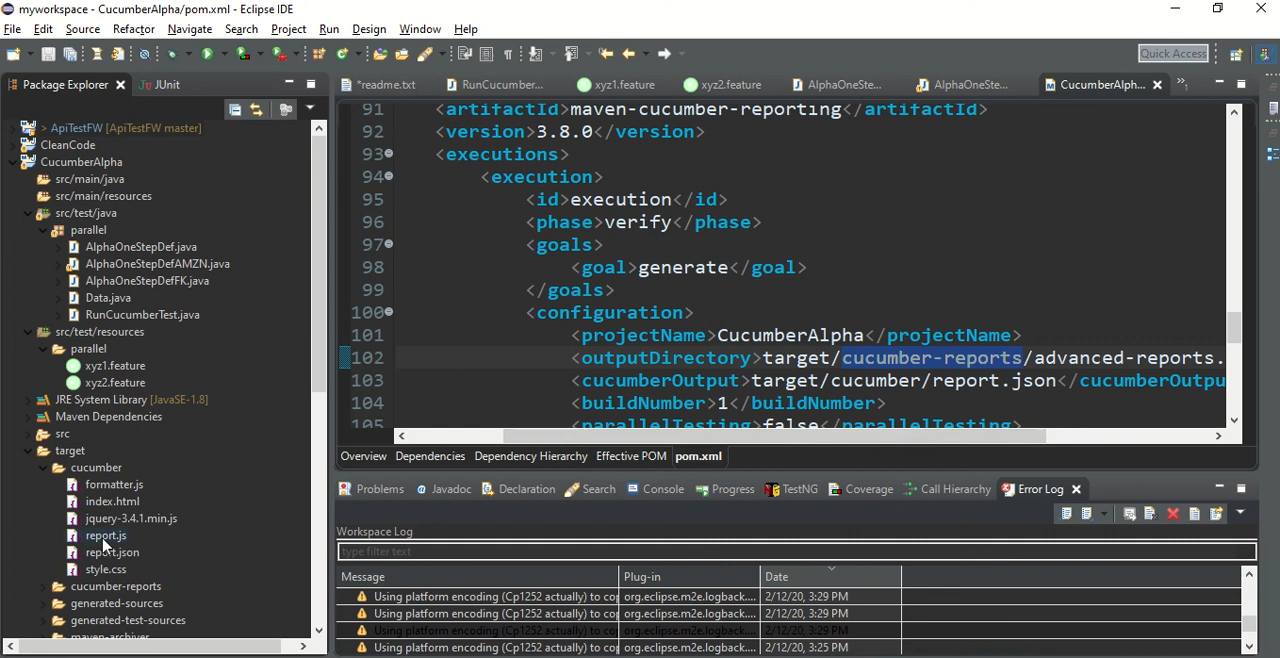 myworkspace - CucumberAlpha/pom.xml - Eclipse IDE
File Edit Source Refactor Navigate Search Project Run Design Window Help
Quick Access
Package Explorer JUnit
*readme.txt RunCucumber... xyz1.feature xyz2.feature AlphaOneSte... AlphaOneSte... CucumberAlph...
> ApiTestFW [ApiTestFW master]
CleanCode
CucumberAlpha
src/main/java
src/main/resources
src/test/java
parallel
AlphaOneStepDef.java
AlphaOneStepDefAMZN.java
AlphaOneStepDefFK.java
Data.java
RunCucumberTest.java
src/test/resources
parallel
xyz1.feature
xyz2.feature
JRE System Library [JavaSE-1.8]
Maven Dependencies
src
target
cucumber
formatter.js
index.html
jquery-3.4.1.min.js
report.js
report.json
style.css
cucumber-reports
generated-sources
generated-test-sources
maven-archiver
91 <artifactId>maven-cucumber-reporting</artifactId>
92 <version>3.8.0</version>
93 <executions>
94 <execution>
95 <id>execution</id>
96 <phase>verify</phase>
97 <goals>
98 <goal>generate</goal>
99 </goals>
100 <configuration>
101 <projectName>CucumberAlpha</projectName>
102 <outputDirectory>target/cucumber-reports/advanced-reports.
103 <cucumberOutput>target/cucumber/report.json</cucumberOutpu
104 <buildNumber>1</buildNumber>
105 <parallelTesting>false</parallelTesting>
Overview Dependencies Dependency Hierarchy Effective POM pom.xml
Problems Javadoc Declaration Search Console Progress TestNG Coverage Call Hierarchy Error Log
Workspace Log
type filter text
Message Plug-in Date
Using platform encoding (Cp1252 actually) to cop org.eclipse.m2e.logback.... 2/12/20, 3:29 PM
Using platform encoding (Cp1252 actually) to cop org.eclipse.m2e.logback.... 2/12/20, 3:29 PM
Using platform encoding (Cp1252 actually) to cop org.eclipse.m2e.logback.... 2/12/20, 3:29 PM
Using platform encoding (Cp1252 actually) to cop org.eclipse.m2e.logback.... 2/12/20, 3:25 PM